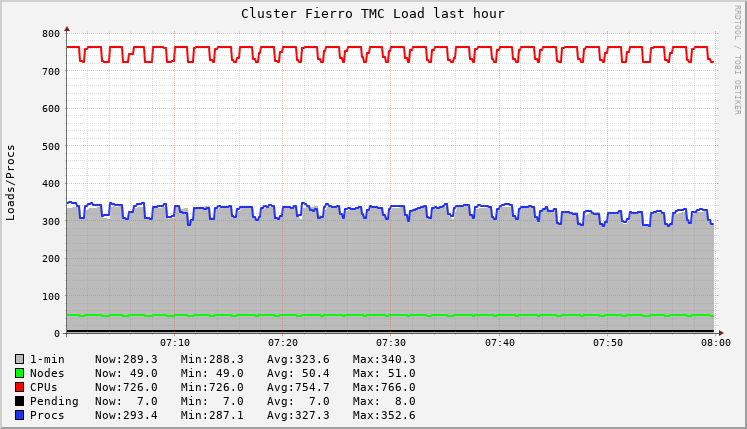 Cluster Fierro TMC Load last hour
RRDTOOL / TOBI OETIKER
Loads/Procs
800
700
600
500
400
300
200
100
0
07:10 07:20 07:30 07:40 07:50 08:00
1-min Now:289.3 Min:288.3 Avg:323.6 Max:340.3
Nodes Now: 49.0 Min: 49.0 Avg: 50.4 Max: 51.0
CPUs Now:726.0 Min:726.0 Avg:754.7 Max:766.0
Pending Now: 7.0 Min: 7.0 Avg: 7.0 Max: 8.0
Procs Now:293.4 Min:287.1 Avg:327.3 Max:352.6